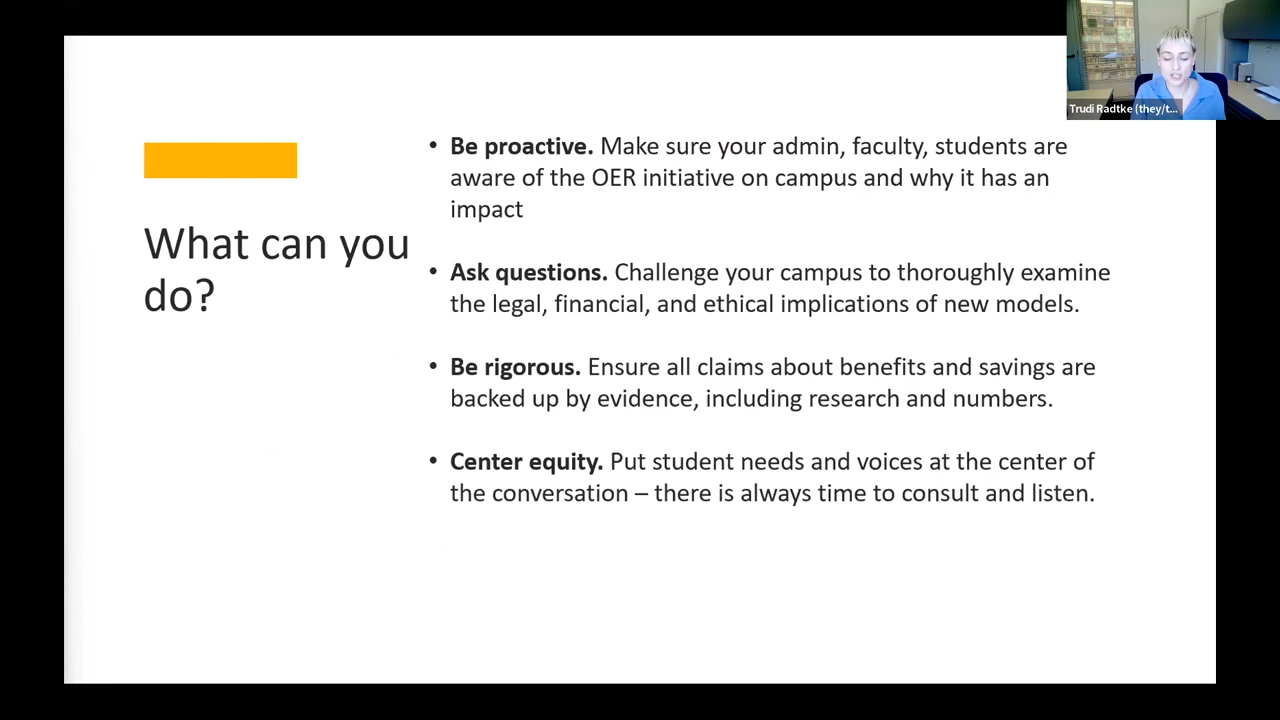 Trudi Radtke (they/t...
What can you
do?
• Be proactive. Make sure your admin, faculty, students are
aware of the OER initiative on campus and why it has an
impact
• Ask questions. Challenge your campus to thoroughly examine
the legal, financial, and ethical implications of new models.
• Be rigorous. Ensure all claims about benefits and savings are
backed up by evidence, including research and numbers.
• Center equity. Put student needs and voices at the center of
the conversation – there is always time to consult and listen.